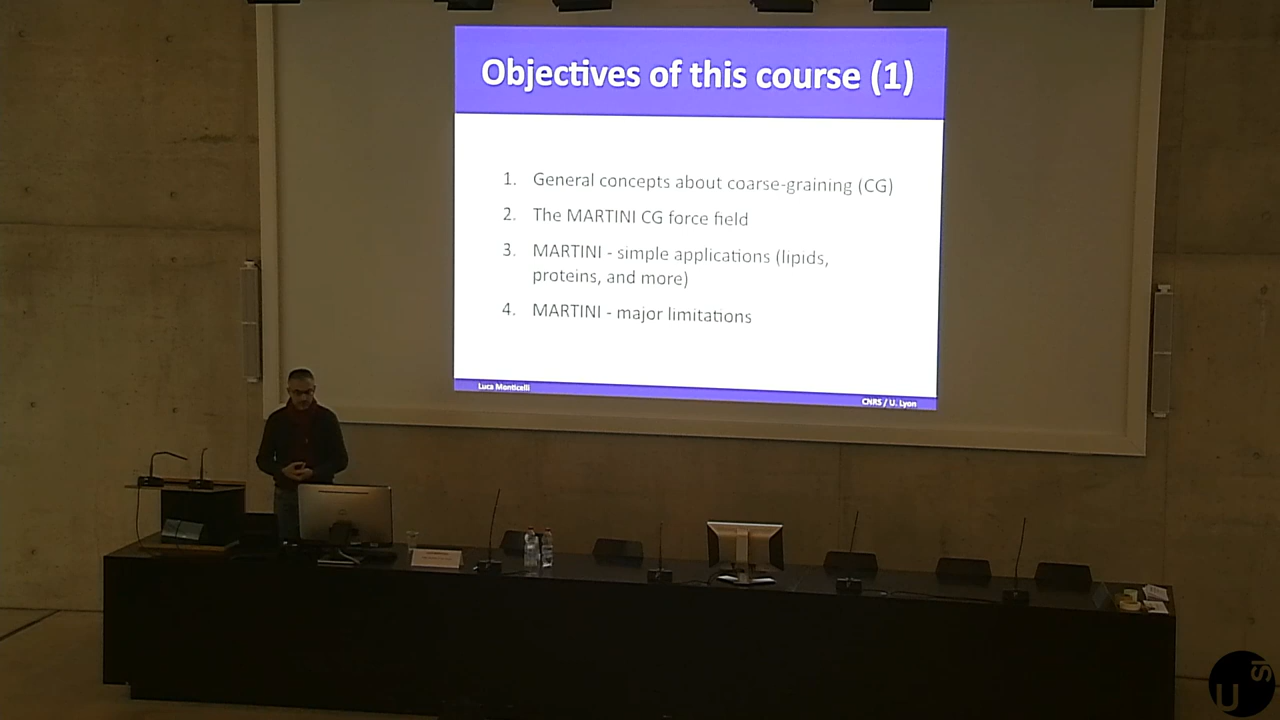 Objectives of this course (1)
1. General concepts about coarse-graining (CG)
2. The MARTINI CG force field
3. MARTINI - simple applications (lipids,
proteins, and more)
4. MARTINI - major limitations
Luca Monticelli
CNRS / U. Lyon
U
SI